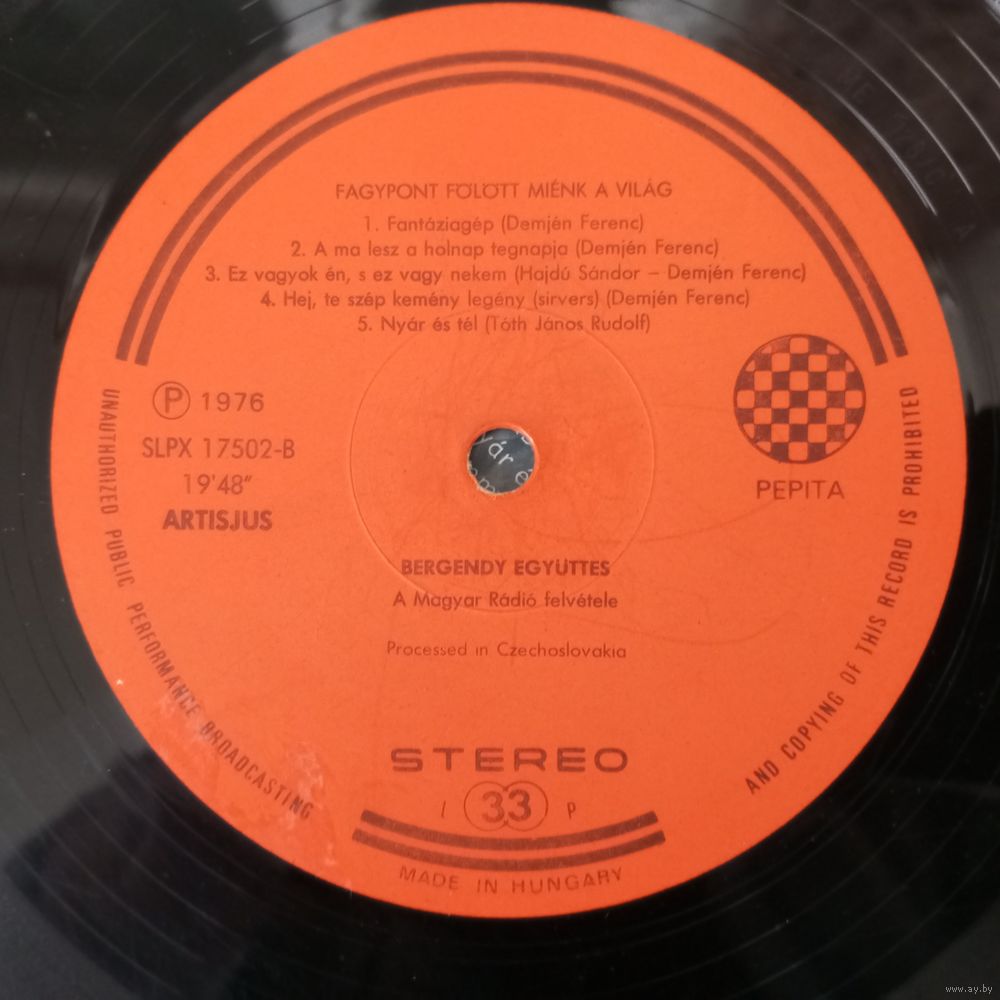 FAGYPONT FÖLÖTT MIÉNK A VILÁG
1. Fantáziagép (Demjén Ferenc)
2. A ma lesz a holnap tegnapja (Demjén Ferenc)
3. Ez vagyok én, s ez vagy nekem (Hajdú Sándor – Demjén Ferenc)
4. Hej, te szép kemény legény (sirvers) (Demjén Ferenc)
5. Nyár és tél (Tóth János Rudolf)
Ⓟ 1976
SLPX 17502-B
19'48"
ARTISJUS
PEPITA
BERGENDY EGYÜTTES
A Magyar Rádió felvétele
Processed in Czechoslovakia
STEREO
I 33 P
MADE IN HUNGARY
UNAUTHORIZED PUBLIC PERFORMANCE BROADCASTING
AND COPYING OF THIS RECORD IS PROHIBITED
www.ay.by